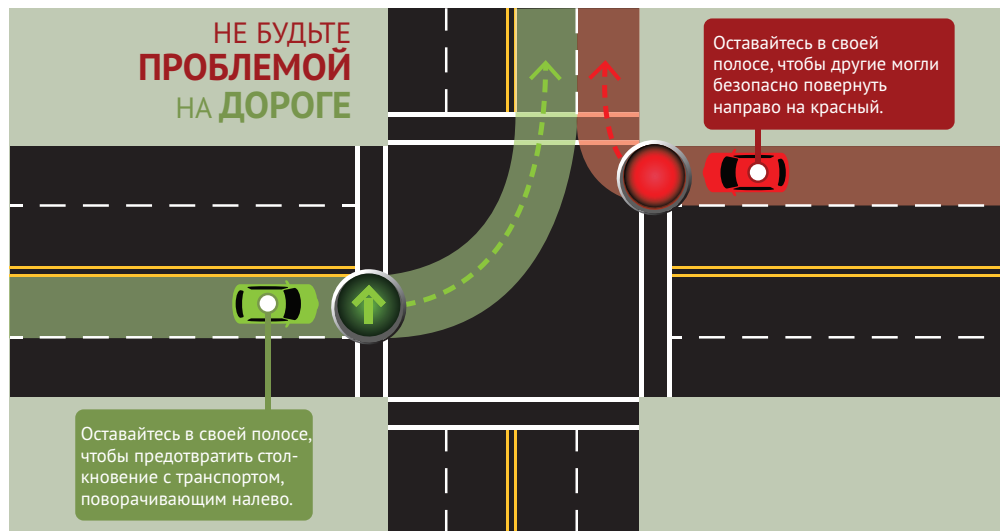 НЕ БУДЬТЕ
ПРОБЛЕМОЙ
НА ДОРОГЕ
Оставайтесь в своей
полосе, чтобы другие могли
безопасно повернуть
направо на красный.
Оставайтесь в своей полосе,
чтобы предотвратить стол-
кновение с транспортом,
поворачивающим налево.